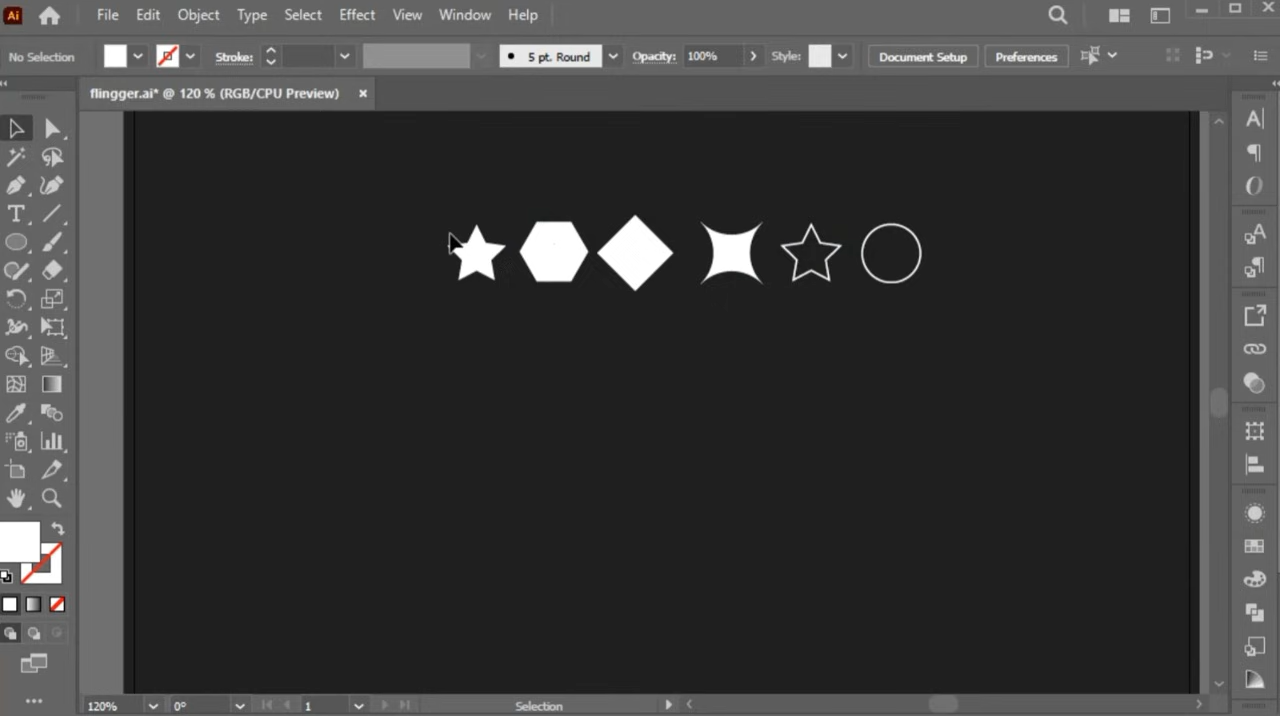 Ai File Edit Object Type Select Effect View Window Help
No Selection Stroke: 5 pt. Round Opacity: 100% Style: Document Setup Preferences
flingger.ai* @ 120 % (RGB/CPU Preview) ×
120% 0° 1 Selection